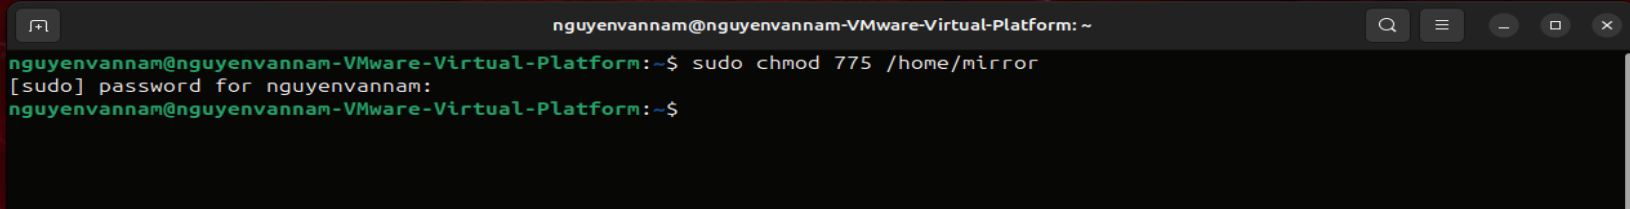 nguyenvannam@nguyenvannam-VMware-Virtual-Platform: ~
nguyenvannam@nguyenvannam-VMware-Virtual-Platform:~$ sudo chmod 775 /home/mirror
[sudo] password for nguyenvannam:
nguyenvannam@nguyenvannam-VMware-Virtual-Platform:~$